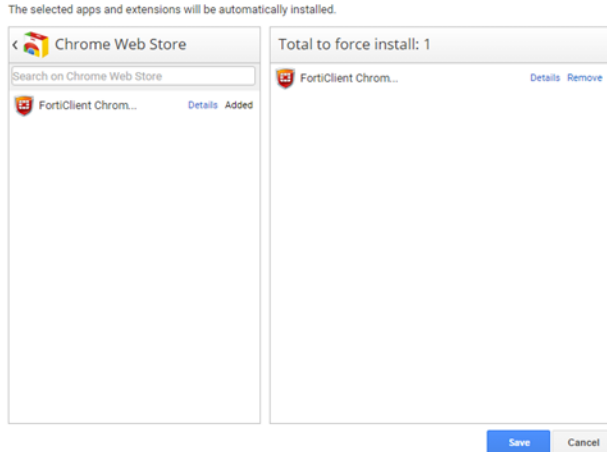 The selected apps and extensions will be automatically installed.
Chrome Web Store
Search on Chrome Web Store
FortiClient Chrom... Details Added
Total to force install: 1
FortiClient Chrom... Details Remove
Save Cancel